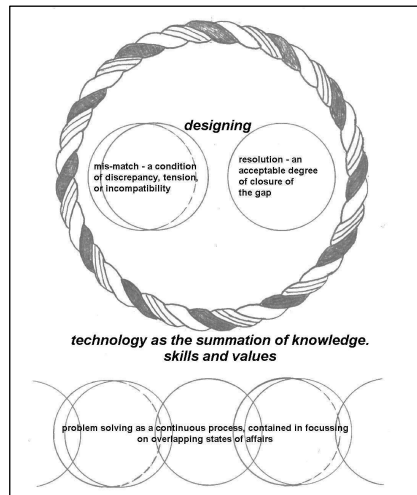 designing
mis-match - a condition
of discrepancy, tension,
or incompatibility
resolution - an
acceptable degree
of closure of
the gap
technology as the summation of knowledge.
skills and values
problem solving as a continuous process, contained in focussing
on overlapping states of affairs